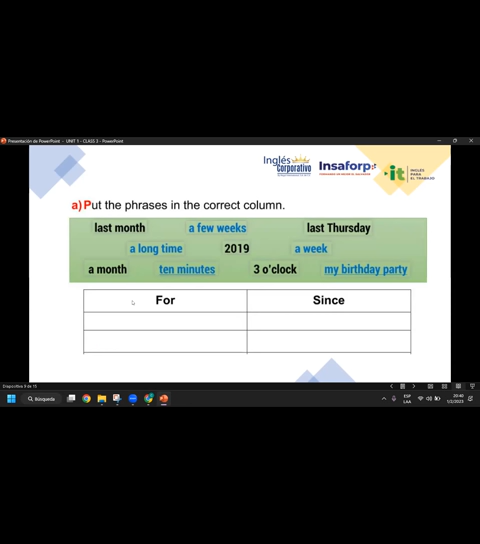 Presentación de PowerPoint - UNIT 1 - CLASS 3 - PowerPoint
Inglés
Corporativo
Insaforp
it
INGLÉS
PARA
EL TRABAJO
a) Put the phrases in the correct column.
last month a few weeks last Thursday
a long time 2019 a week
a month ten minutes 3 o'clock my birthday party
For Since
Diapositiva 9 de 15
Búsqueda
ESP
LAA
20:40
1/2/2023